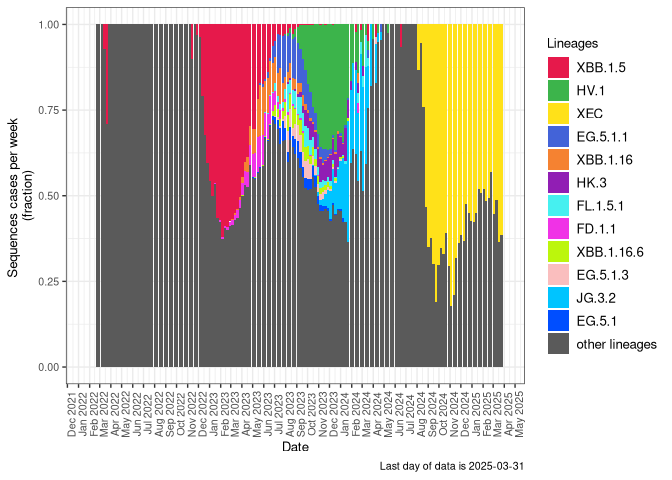 1.00
0.75
0.50
0.25
0.00
Sequences cases per week
(fraction)
Dec 2021
Jan 2022
Feb 2022
Mar 2022
Apr 2022
May 2022
Jun 2022
Jul 2022
Aug 2022
Sep 2022
Oct 2022
Nov 2022
Dec 2022
Jan 2023
Feb 2023
Mar 2023
Apr 2023
May 2023
Jun 2023
Jul 2023
Aug 2023
Sep 2023
Oct 2023
Nov 2023
Dec 2023
Jan 2024
Feb 2024
Mar 2024
Apr 2024
May 2024
Jun 2024
Jul 2024
Aug 2024
Sep 2024
Oct 2024
Nov 2024
Dec 2024
Jan 2025
Feb 2025
Mar 2025
Apr 2025
May 2025
Date
Lineages
XBB.1.5
HV.1
XEC
EG.5.1.1
XBB.1.16
HK.3
FL.1.5.1
FD.1.1
XBB.1.16.6
EG.5.1.3
JG.3.2
EG.5.1
other lineages
Last day of data is 2025-03-31